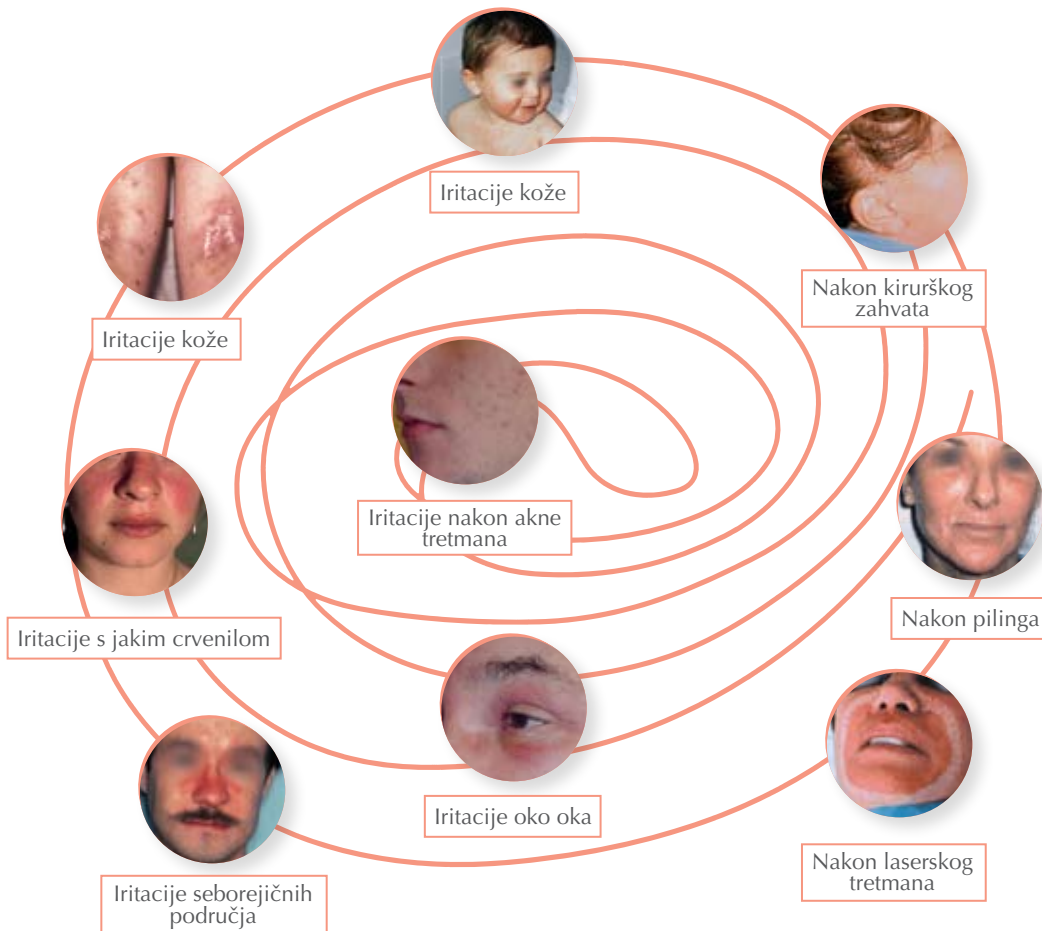 Iritacije kože
Nakon kirurškog
zahvata
Iritacije kože
Iritacije nakon akne
tretmana
Nakon pilinga
Iritacije s jakim crvenilom
Iritacije oko oka
Nakon laserskog
tretmana
Iritacije seborejičnih
područja